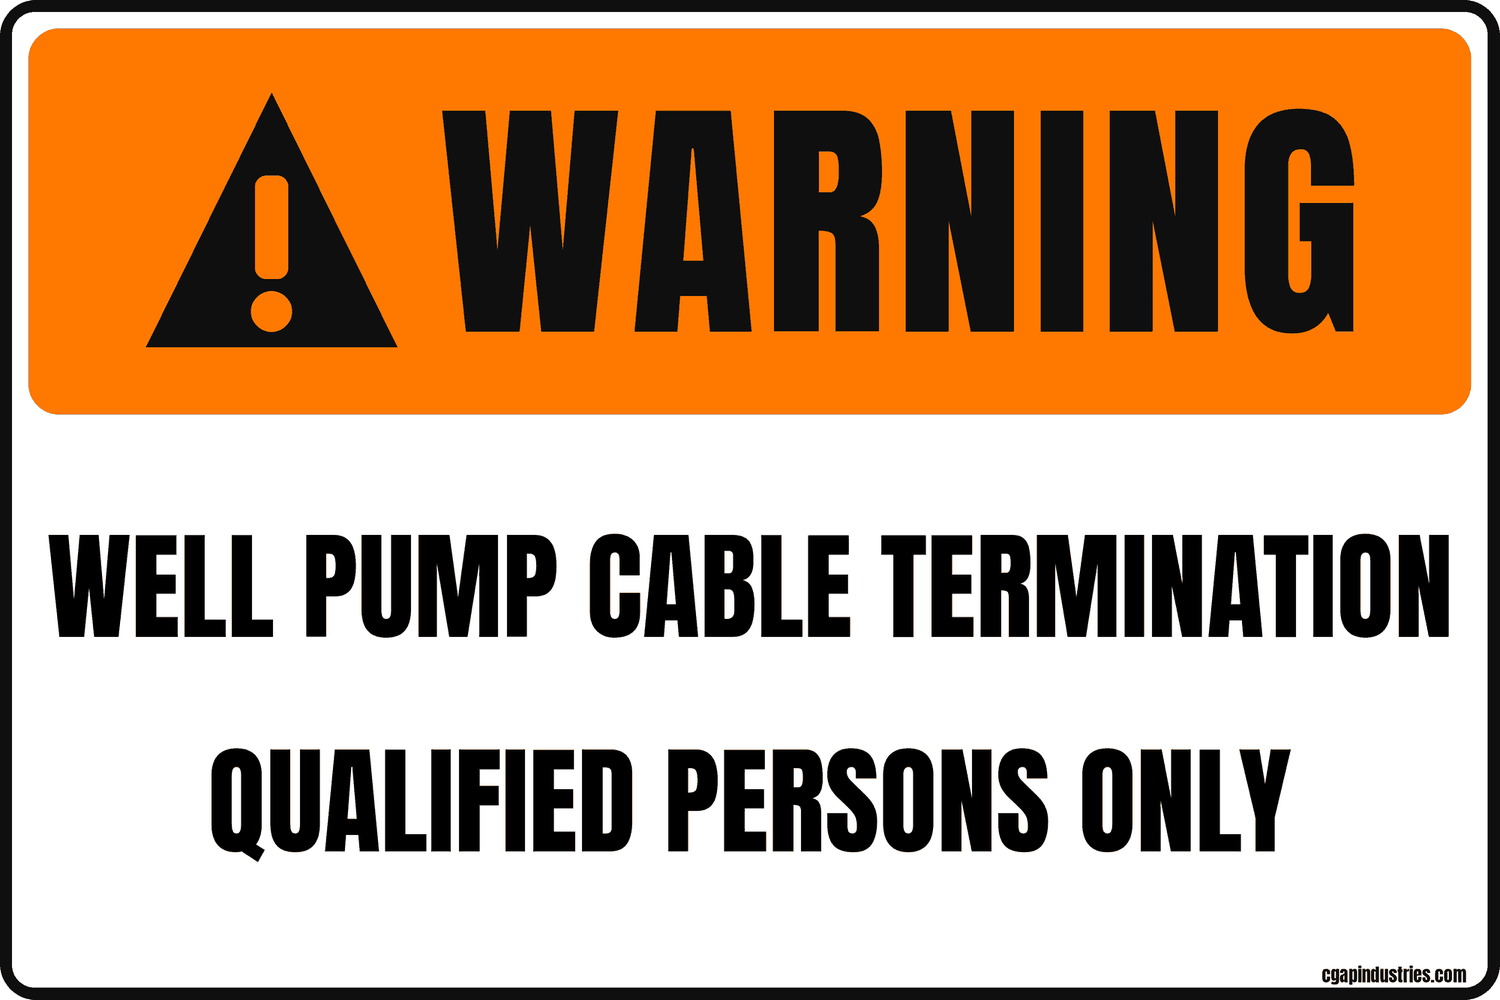 WARNING
WELL PUMP CABLE TERMINATION
QUALIFIED PERSONS ONLY
cgapindustries.com